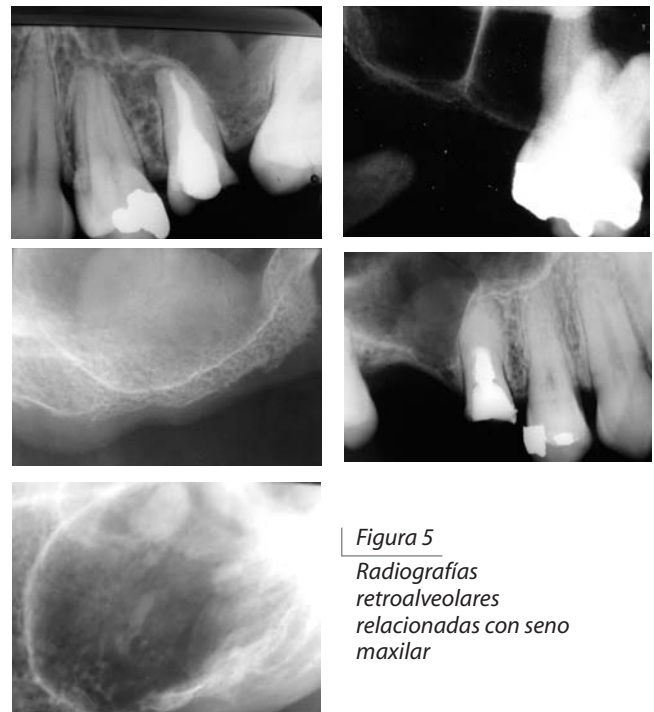 Figura 5
Radiografías
retroalveolares
relacionadas con seno
maxilar